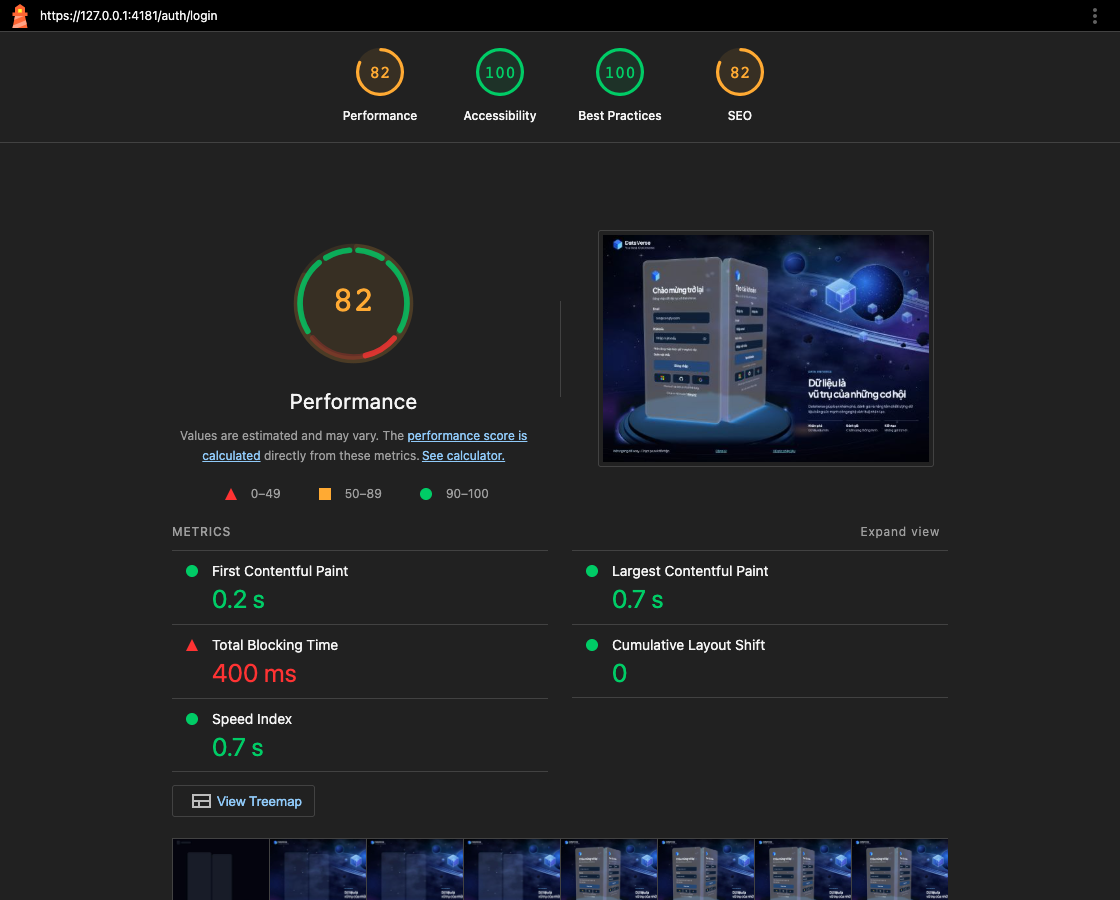 https://127.0.0.1:4181/auth/login
82
100
100
82
Performance
Accessibility
Best Practices
SEO
82
Performance
Values are estimated and may vary. The performance score is
calculated directly from these metrics. See calculator.
0–49
50–89
90–100
DataVerse
Chào mừng trở lại
Tạo tài khoản
Dữ liệu là
vũ trụ của những cơ hội
METRICS
Expand view
First Contentful Paint
0.2 s
Largest Contentful Paint
0.7 s
Total Blocking Time
400 ms
Cumulative Layout Shift
0
Speed Index
0.7 s
View Treemap